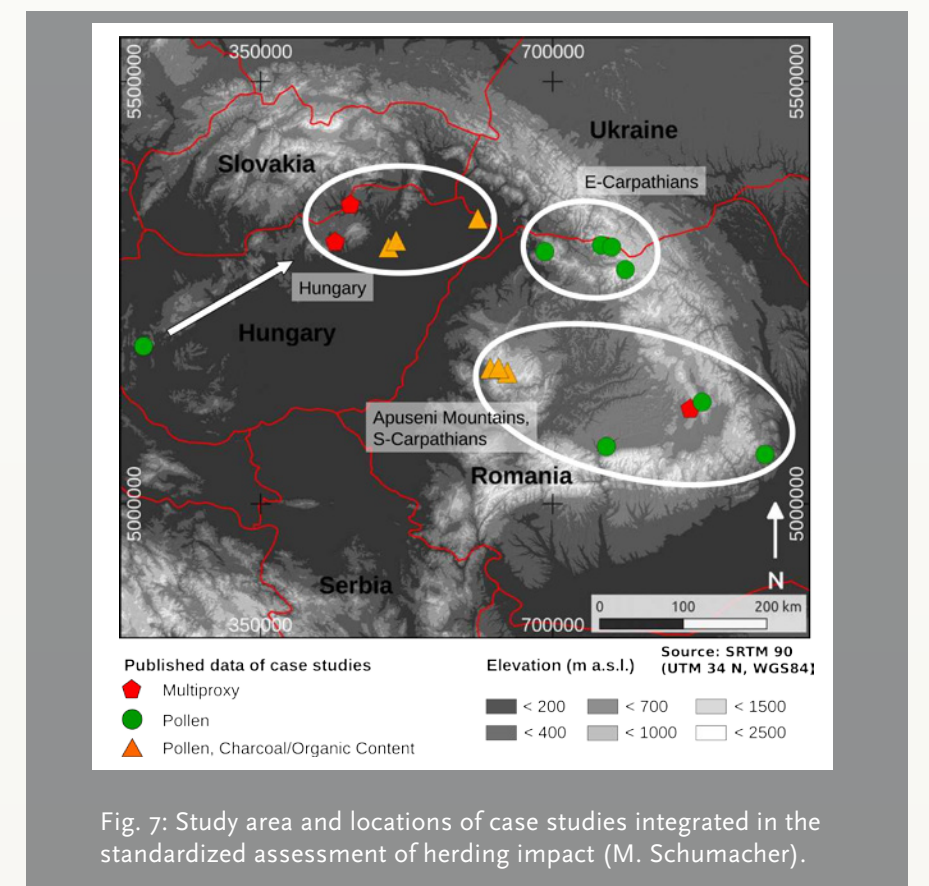 350000
700000
5500000
5500000
Ukraine
Slovakia
E-Carpathians
Hungary
Hungary
Apuseni Mountains,
S-Carpathians
Romania
5000000
5000000
Serbia
N
0 100 200 km
350000
700000
Published data of case studies
Multiproxy
Pollen
Pollen, Charcoal/Organic Content
Elevation (m a.s.l.)
Source: SRTM 90
(UTM 34 N, WGS84)
< 200 < 700 < 1500
< 400 < 1000 < 2500
Fig. 7: Study area and locations of case studies integrated in the
standardized assessment of herding impact (M. Schumacher).